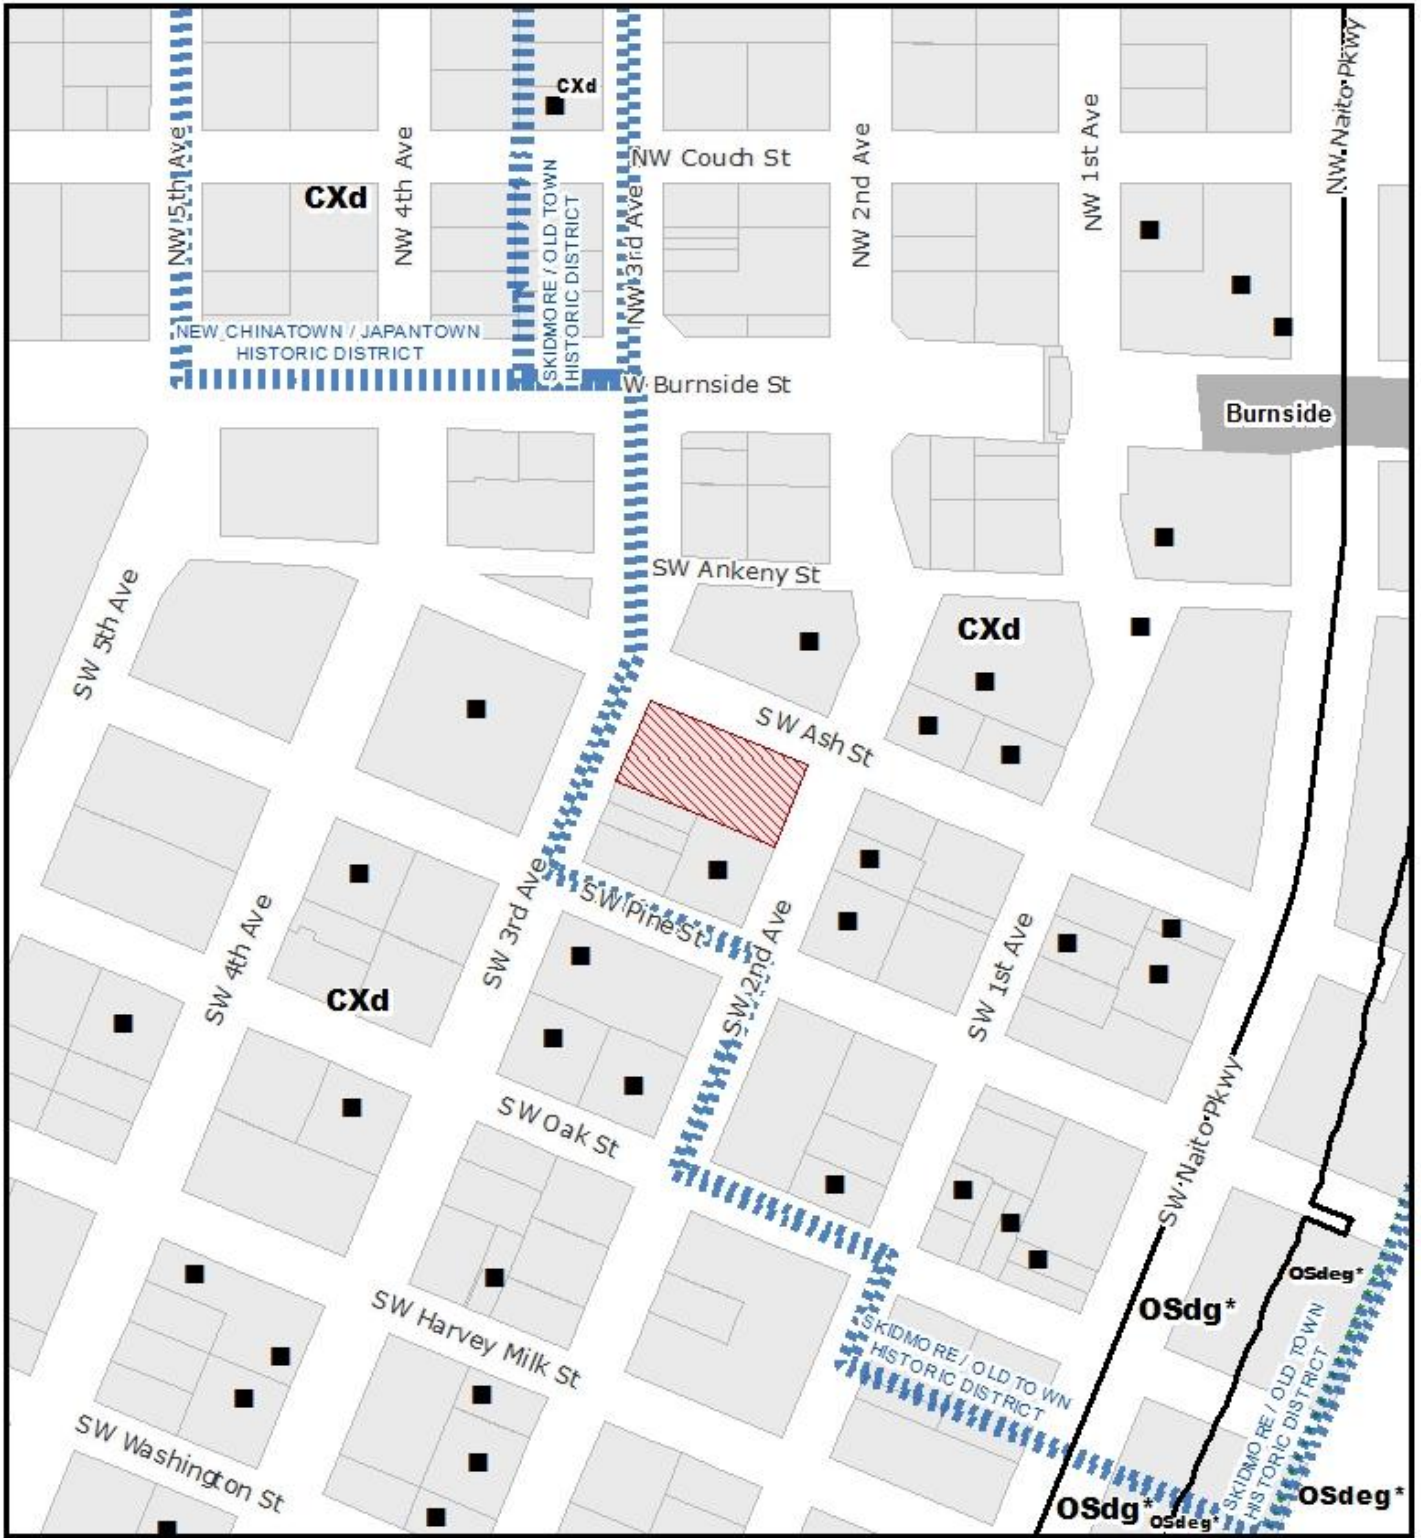 CXd
NW Couch St
NW 5th Ave
NW 4th Ave
CXd
SKIDMORE / OLD TOWN
HISTORIC DISTRICT
NW 3rd Ave
NW 2nd Ave
NW 1st Ave
NW Naito Pkwy
NEW CHINATOWN / JAPANTOWN
HISTORIC DISTRICT
W Burnside St
Burnside
SW Ankeny St
SW 5th Ave
CXd
SW Ash St
SW 3rd Ave
SW Pine St
SW 4th Ave
SW 2nd Ave
SW 1st Ave
CXd
SW Oak St
SW Naito Pkwy
OSdeg*
OSdg*
SW Harvey Milk St
SKIDMORE / OLD TOWN
HISTORIC DISTRICT
SKIDMORE / OLD TOWN
HISTORIC DISTRICT
SW Washington St
OSdg*
OSdeg*
OSdeg*